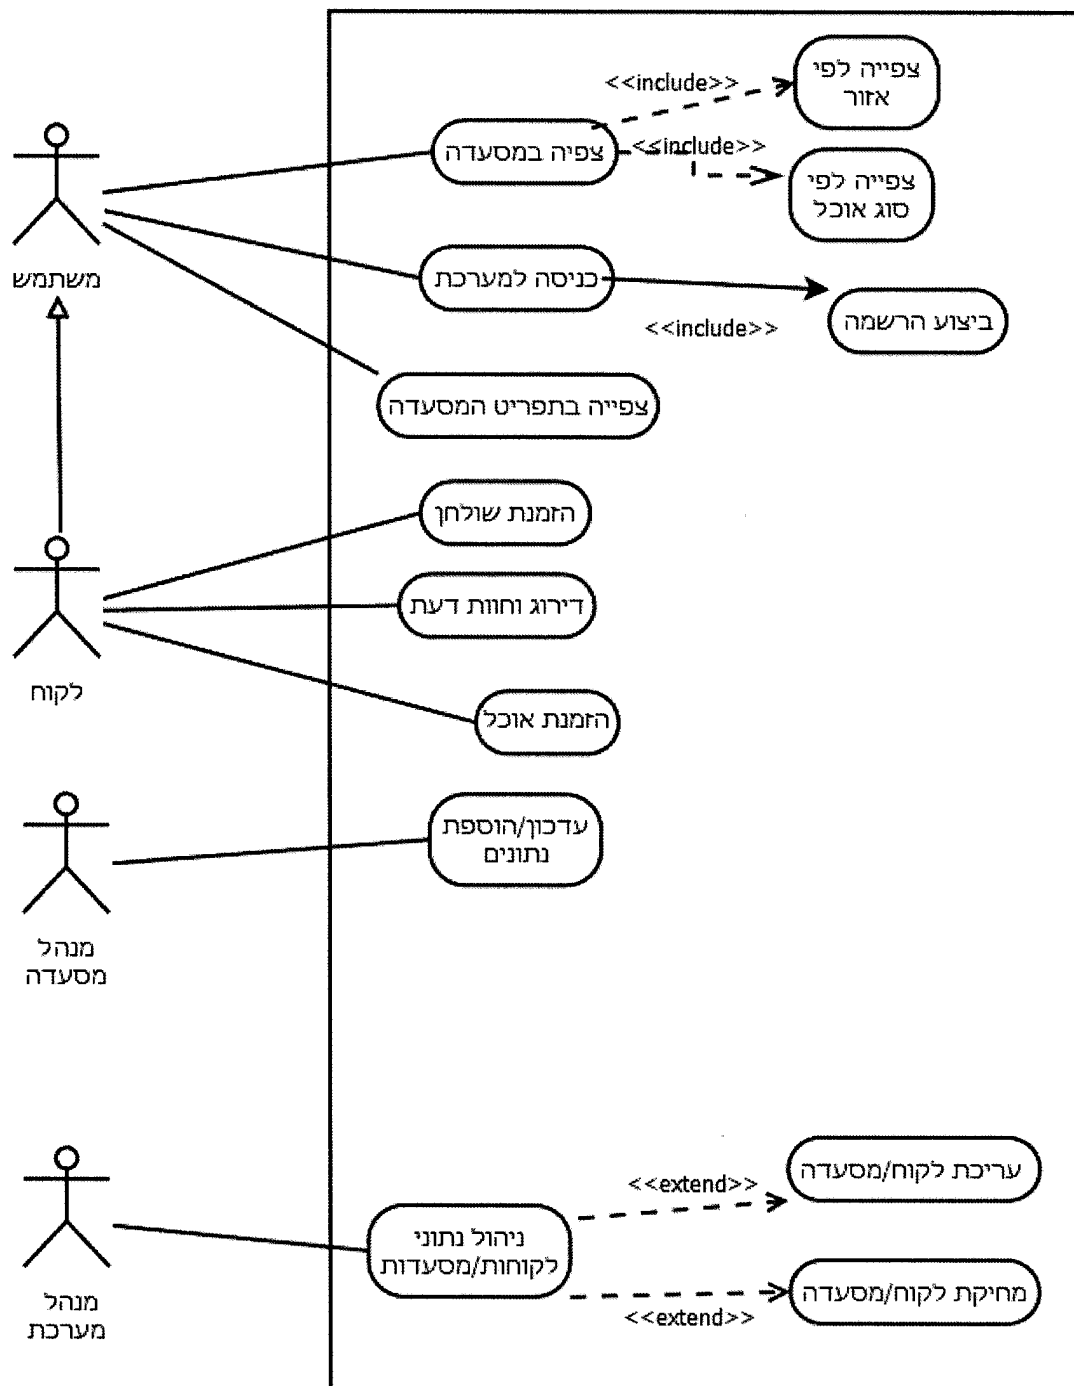 צפייה לפי
אזור
<<include>>
צפיה במסעדה
<<include>>
צפייה לפי
סוג אוכל
משתמש
כניסה למערכת
ביצוע הרשמה
<<include>>
צפייה בתפריט המסעדה
הזמנת שולחן
דירוג וחוות דעת
לקוח
הזמנת אוכל
עדכון/הוספת
נתונים
מנהל
מסעדה
עריכת לקוח/מסעדה
<<extend>>
ניהול נתוני
לקוחות/מסעדות
מחיקת לקוח/מסעדה
<<extend>>
מנהל
מערכת